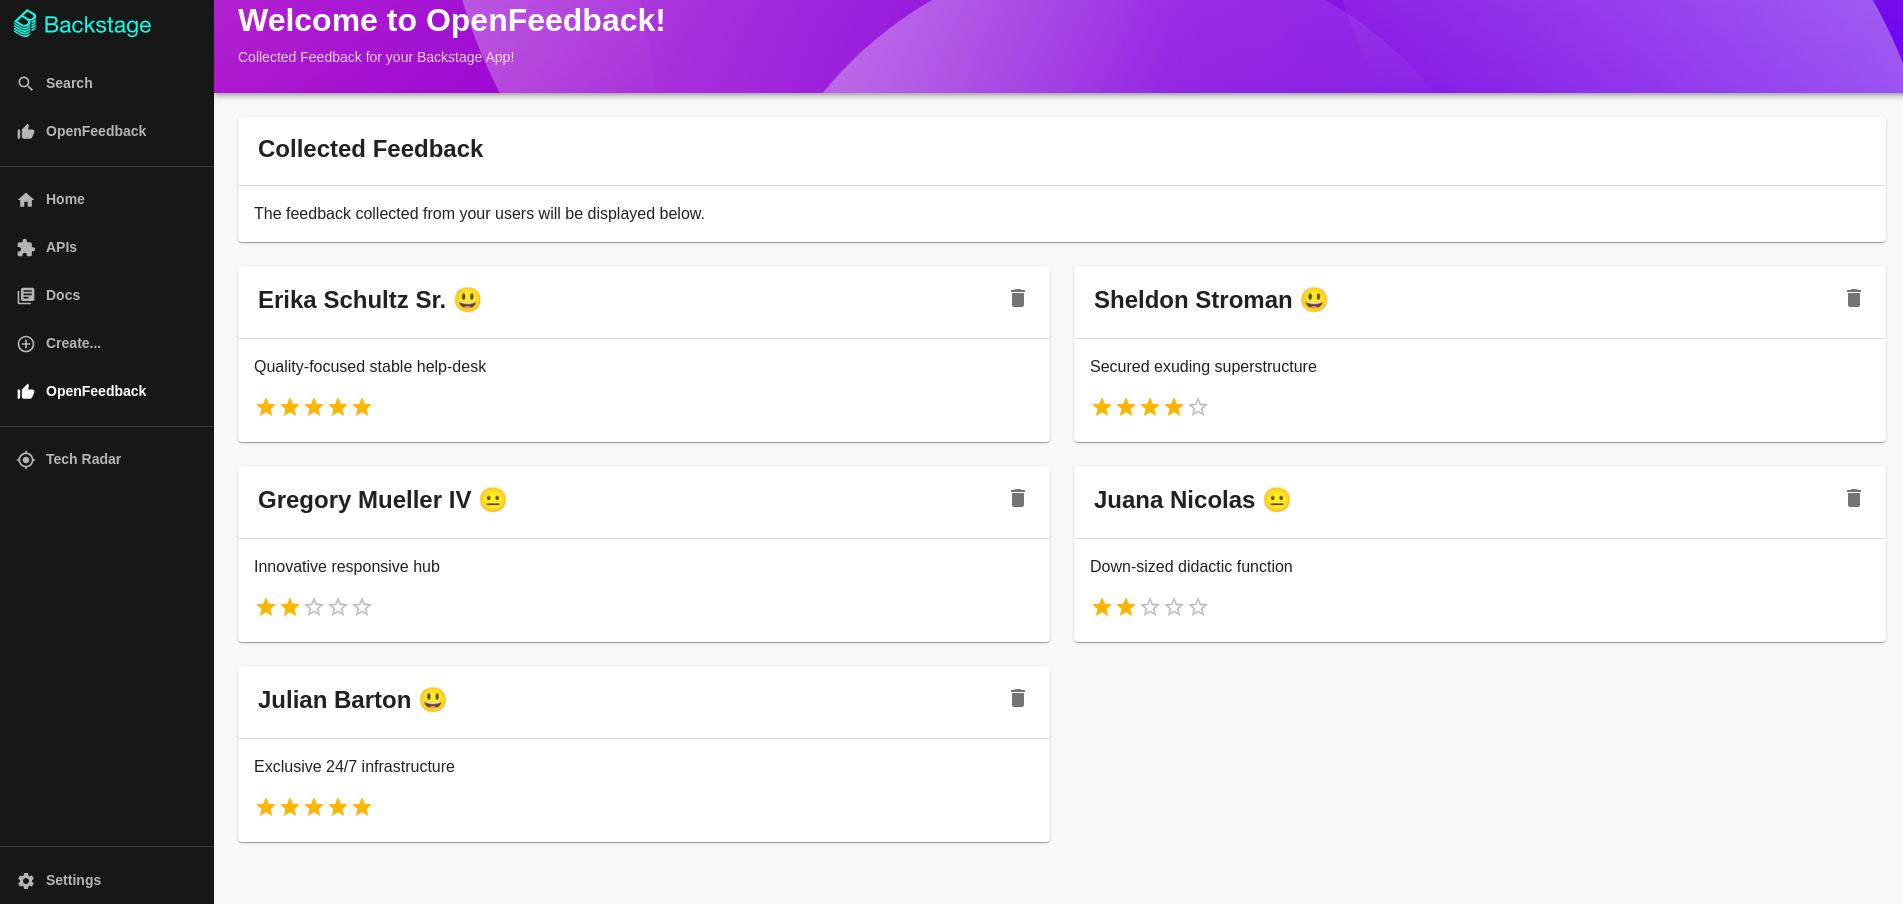 Backstage
Search
OpenFeedback
Home
APIs
Docs
Create...
OpenFeedback
Tech Radar
Settings
Welcome to OpenFeedback!
Collected Feedback for your Backstage App!
Collected Feedback
The feedback collected from your users will be displayed below.
Erika Schultz Sr. 😃
Quality-focused stable help-desk
Sheldon Stroman 😃
Secured exuding superstructure
Gregory Mueller IV 😐
Innovative responsive hub
Juana Nicolas 😐
Down-sized didactic function
Julian Barton 😃
Exclusive 24/7 infrastructure